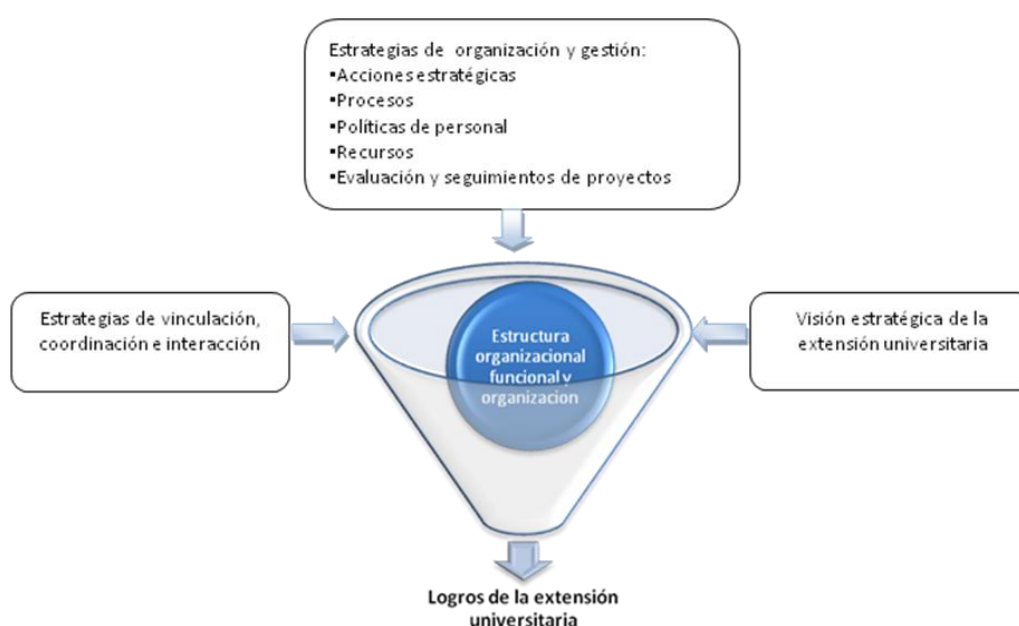 Estrategias de organización y gestión:
▪Acciones estratégicas
▪Procesos
▪Políticas de personal
▪Recursos
▪Evaluación y seguimientos de proyectos
Estrategias de vinculación,
coordinación e interacción
Estructura
organizacional
funcional y
organizacion
Visión estratégica de la
extensión universitaria
Logros de la extensión
universitaria